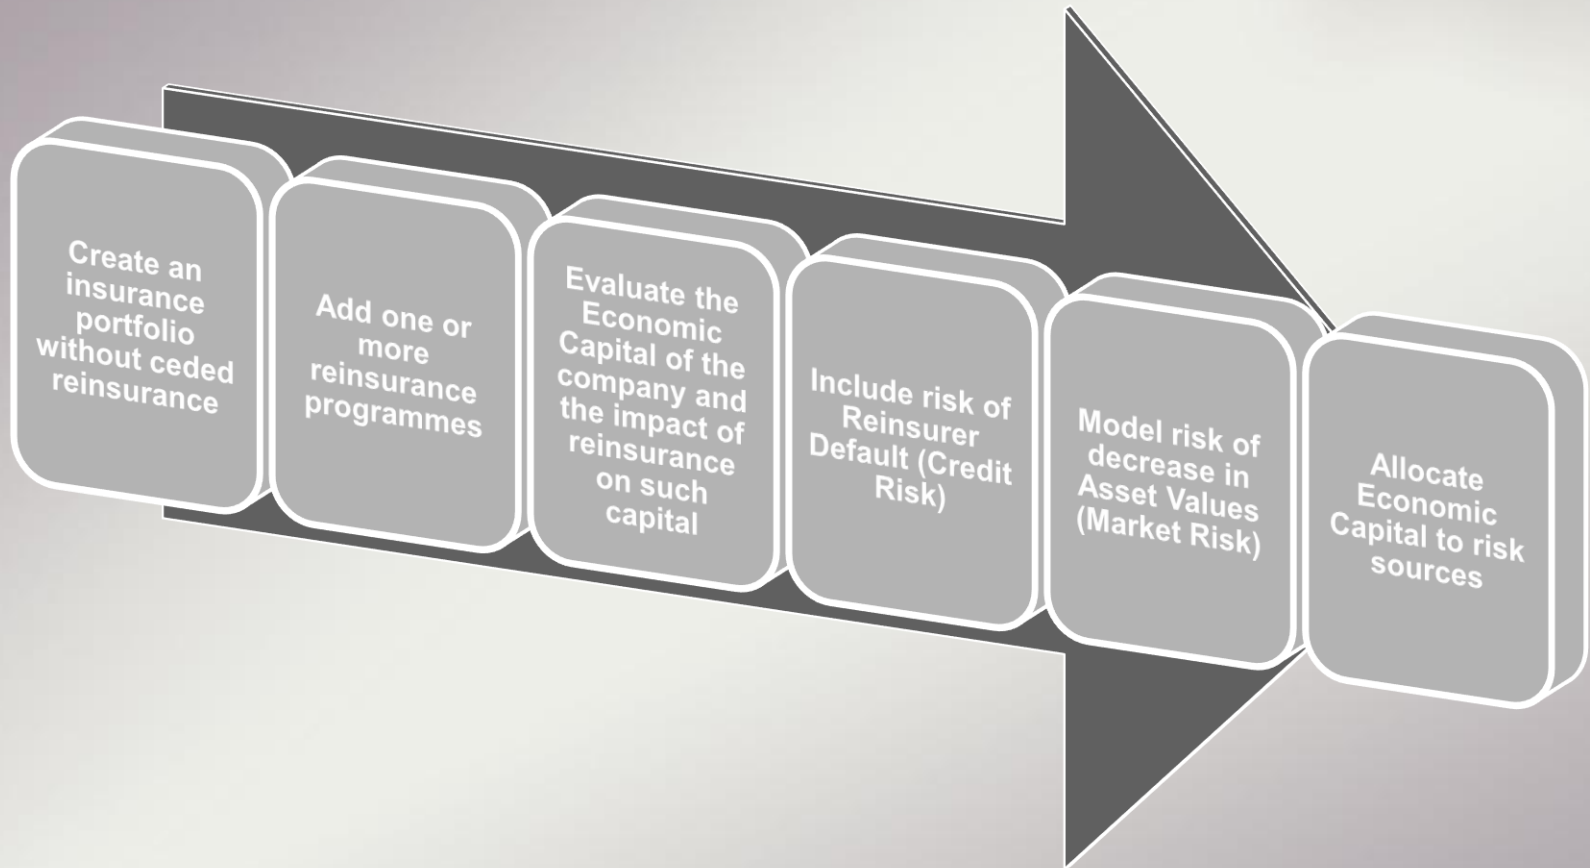 Create an
insurance
portfolio
without ceded
reinsurance
Add one or
more
reinsurance
programmes
Evaluate the
Economic
Capital of the
company and
the impact of
reinsurance
on such
capital
Include risk of
Reinsurer
Default (Credit
Risk)
Model risk of
decrease in
Asset Values
(Market Risk)
Allocate
Economic
Capital to risk
sources